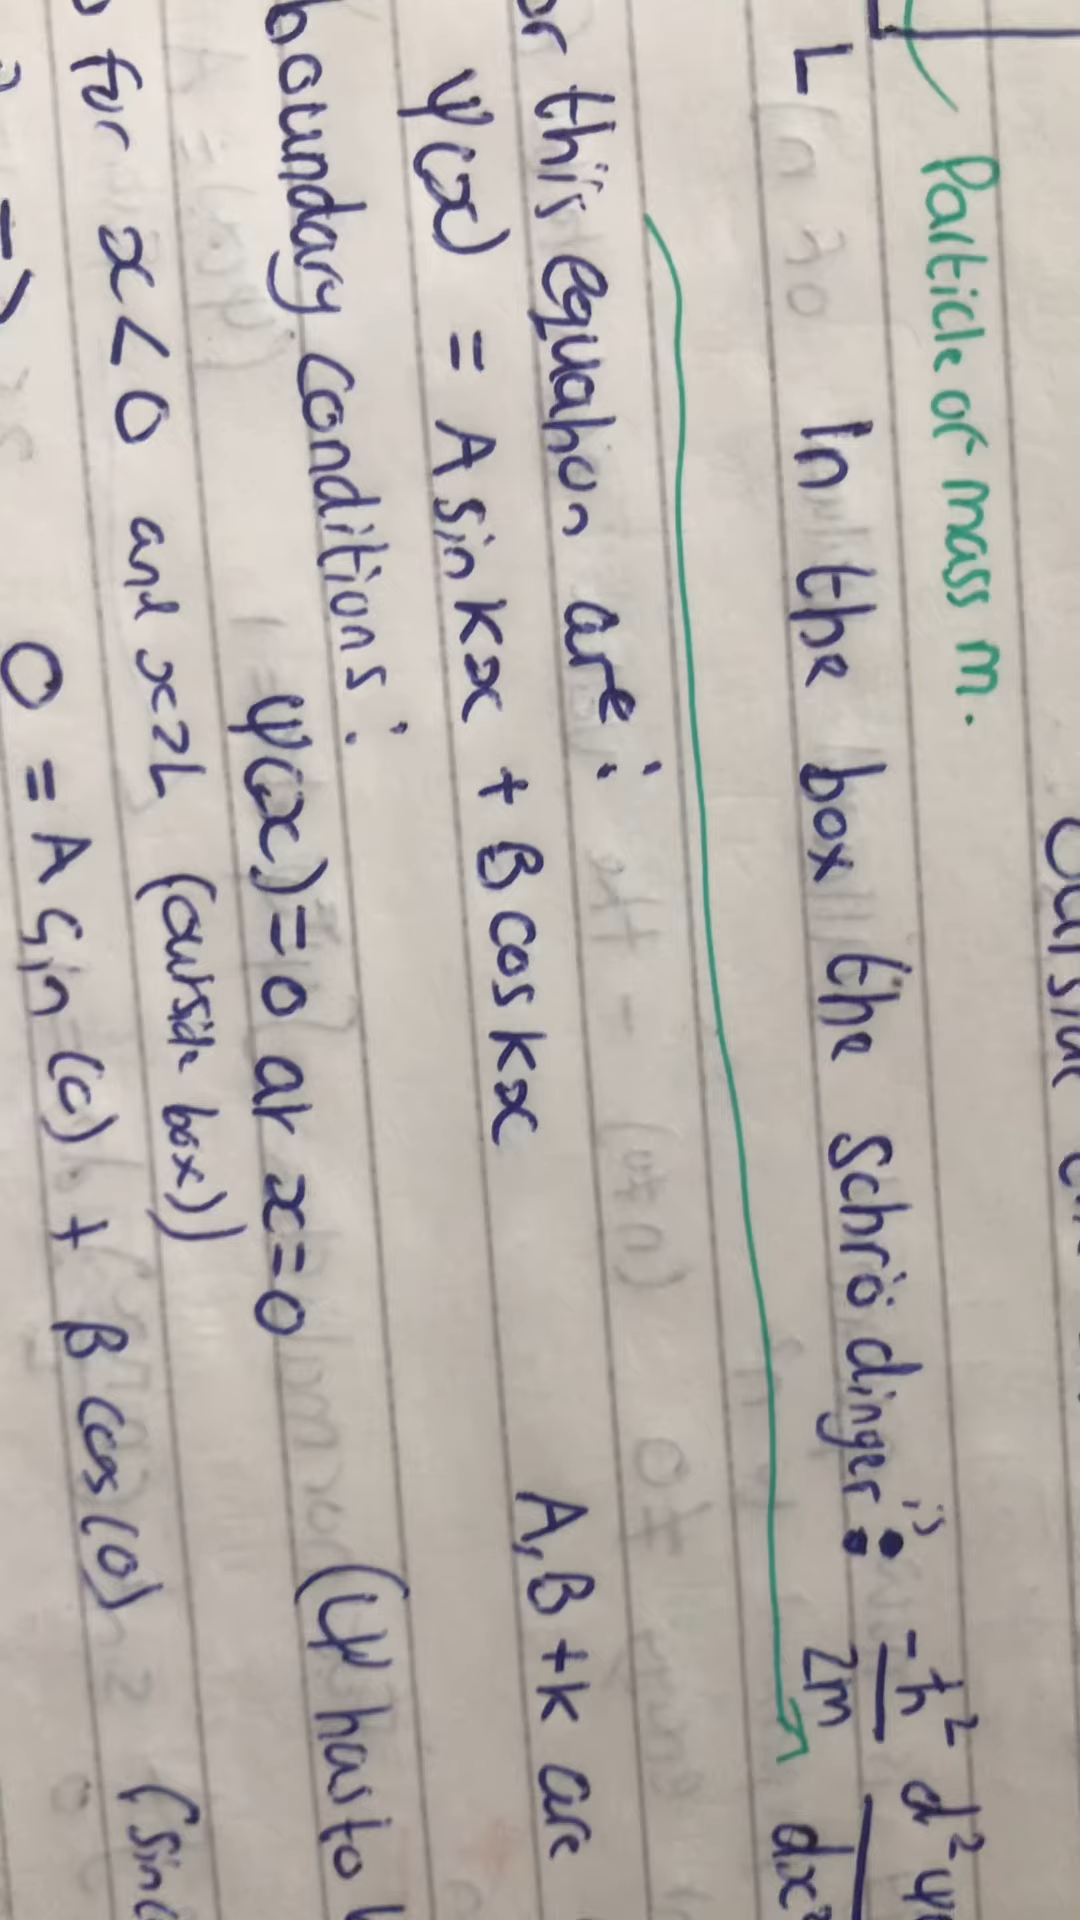 Particle of mass m.
L In the box the Schrödinger is: -ħ²/2m d²ψ/dx²
or this equation are:
ψ(x) = A sin kx + B cos kx A, B + k are
boundary conditions: ψ(x)=0 at x=0 (ψ has to
for x<0 and x>L (outside box))
0 = A sin (0) + B cos (0)